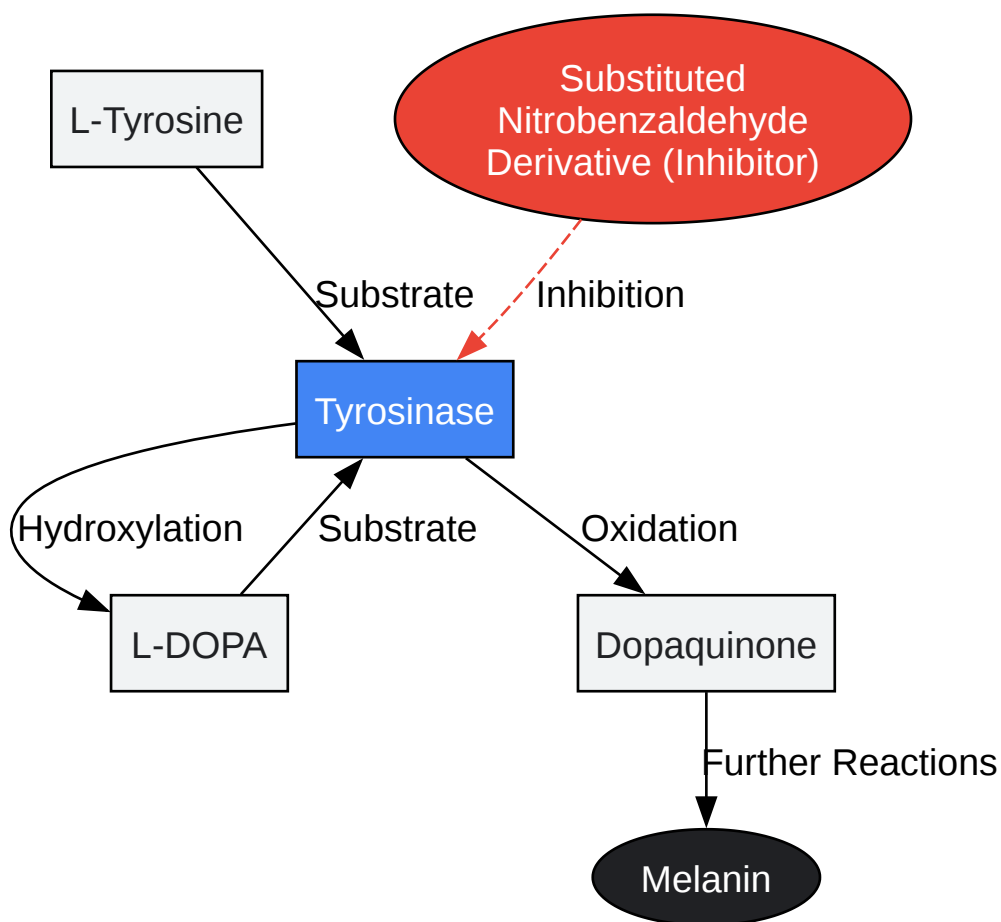 L-Tyrosine
Substituted
Nitrobenzaldehyde
Derivative (Inhibitor)
Substrate
Inhibition
Tyrosinase
Hydroxylation
Substrate
Oxidation
L-DOPA
Dopaquinone
Further Reactions
Melanin